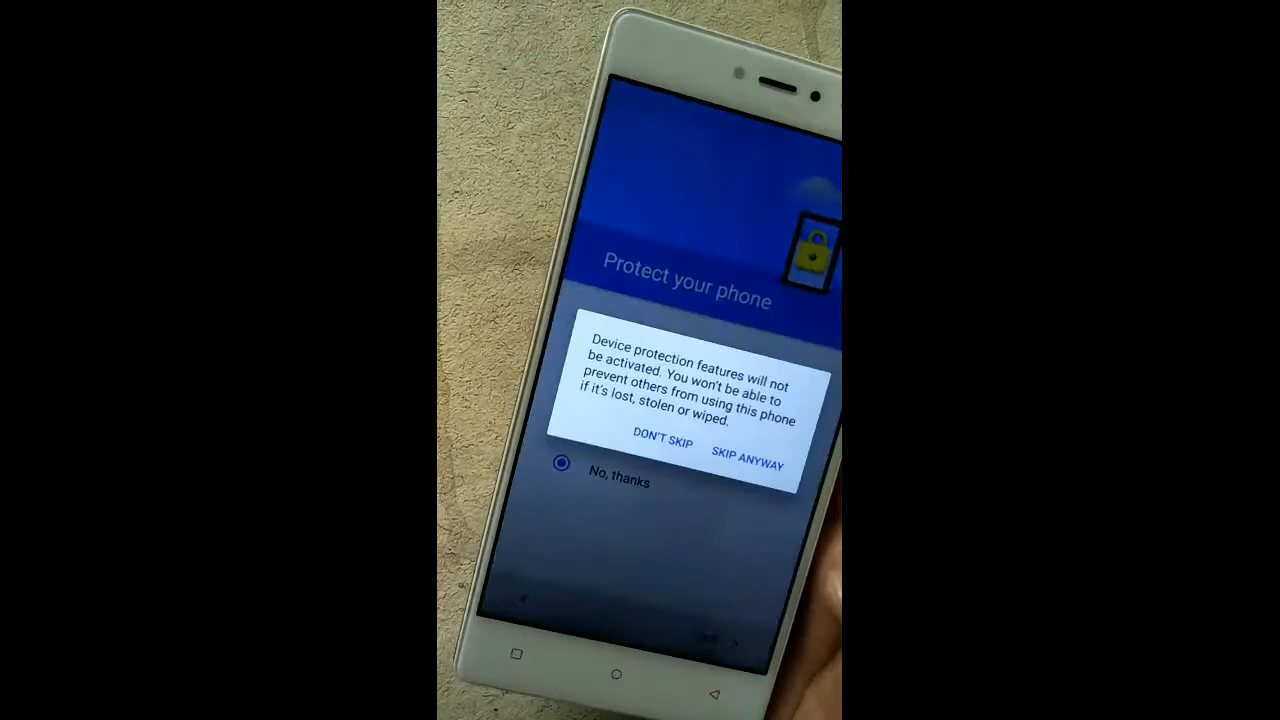 Protect your phone
Device protection features will not
be activated. You won't be able to
prevent others from using this phone
if it's lost, stolen or wiped.
DON'T SKIP SKIP ANYWAY
No, thanks